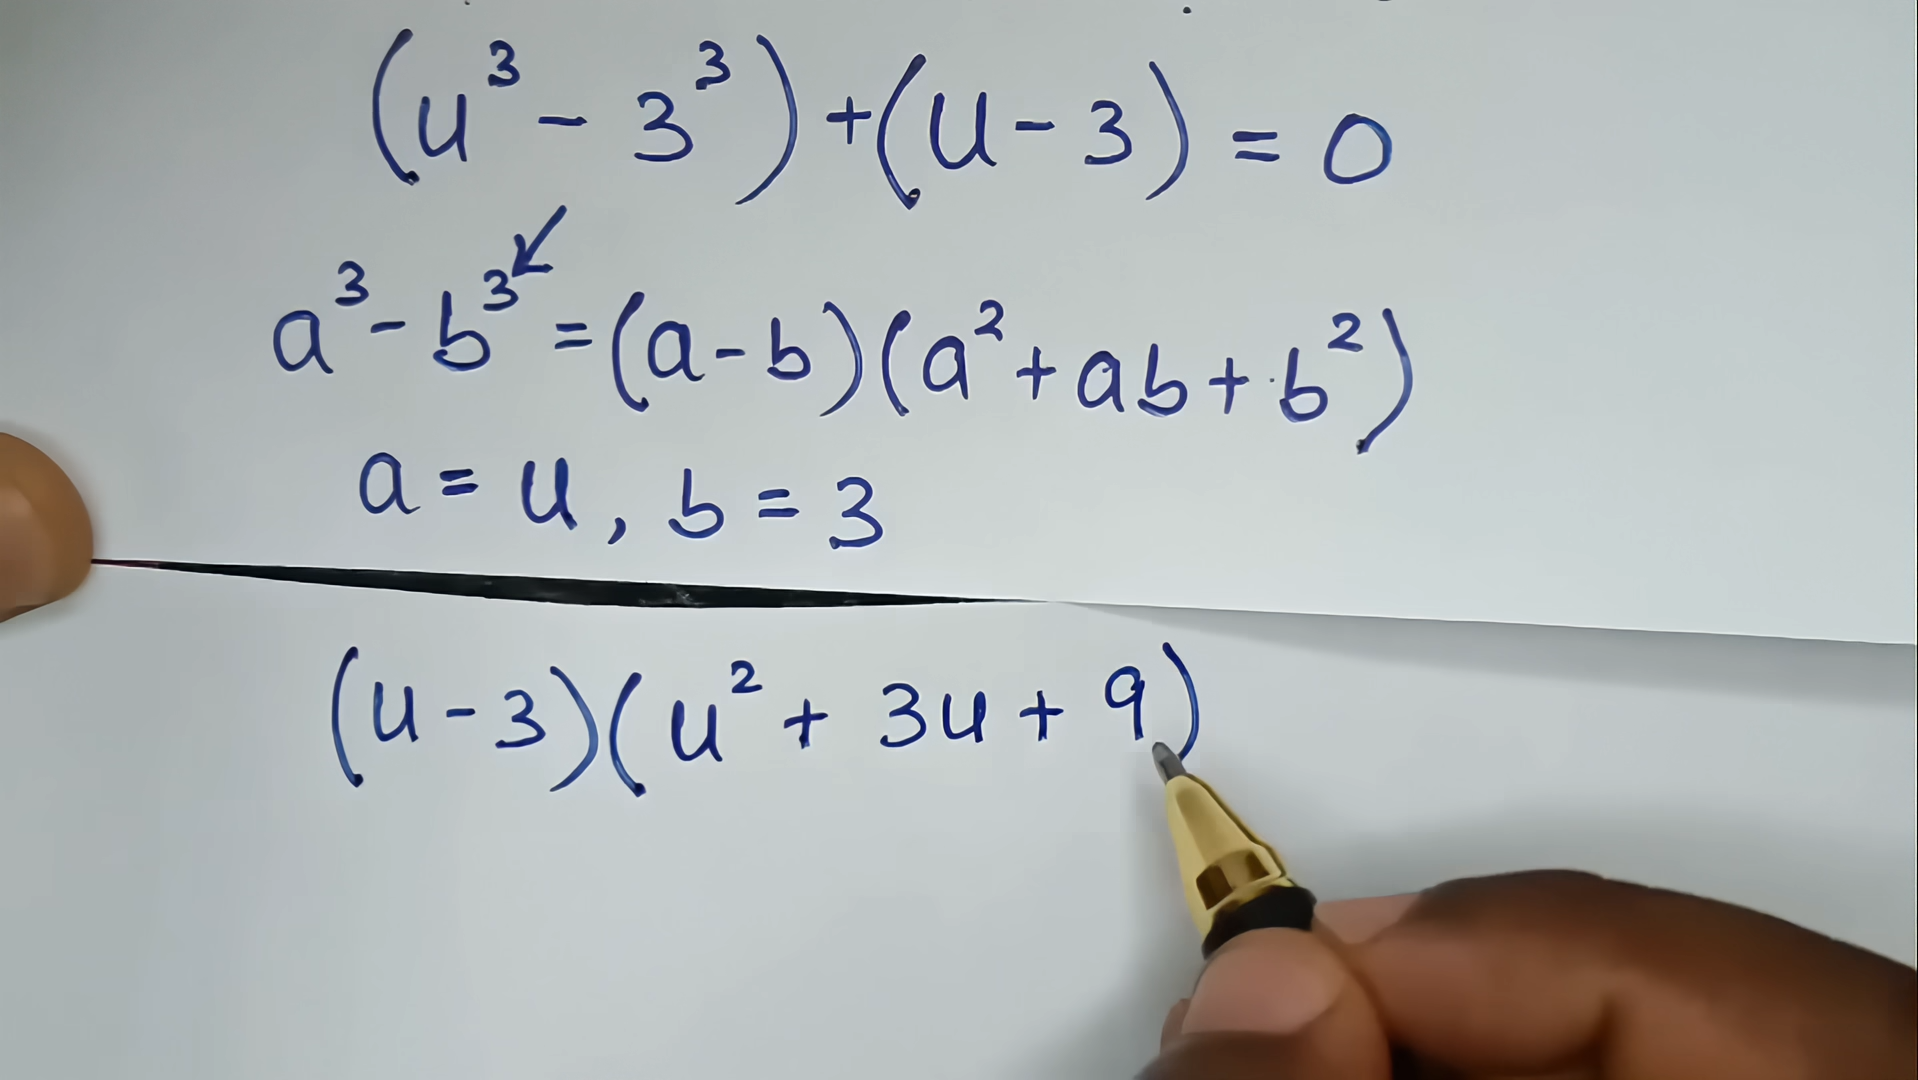 (u³ - 3³) + (u - 3) = 0
a³ - b³ = (a - b)(a² + ab + b²)
a = u, b = 3
(u - 3)(u² + 3u + 9)